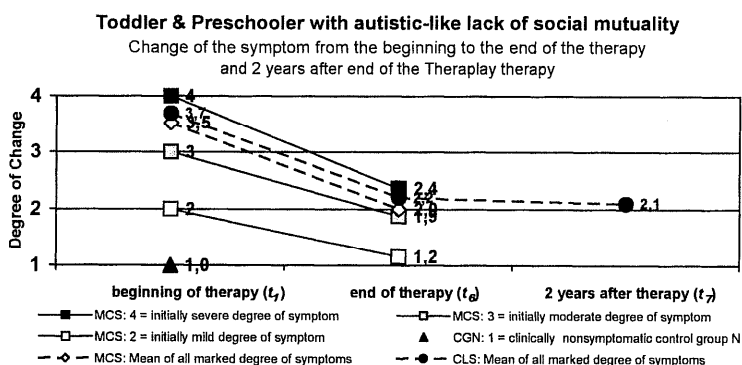 Toddler & Preschooler with autistic-like lack of social mutuality
Change of the symptom from the beginning to the end of the therapy
and 2 years after end of the Theraplay therapy
Degree of Change
4
3
2
1
4
3,7
3,5
3
2
1,0
2,4
2,2
2,0
1,9
1,2
2,1
beginning of therapy (t1)
end of therapy (t6)
2 years after therapy (t7)
MCS: 4 = initially severe degree of symptom
MCS: 3 = initially moderate degree of symptom
MCS: 2 = initially mild degree of symptom
CGN: 1 = clinically nonsymptomatic control group N
MCS: Mean of all marked degree of symptoms
CLS: Mean of all marked degree of symptoms